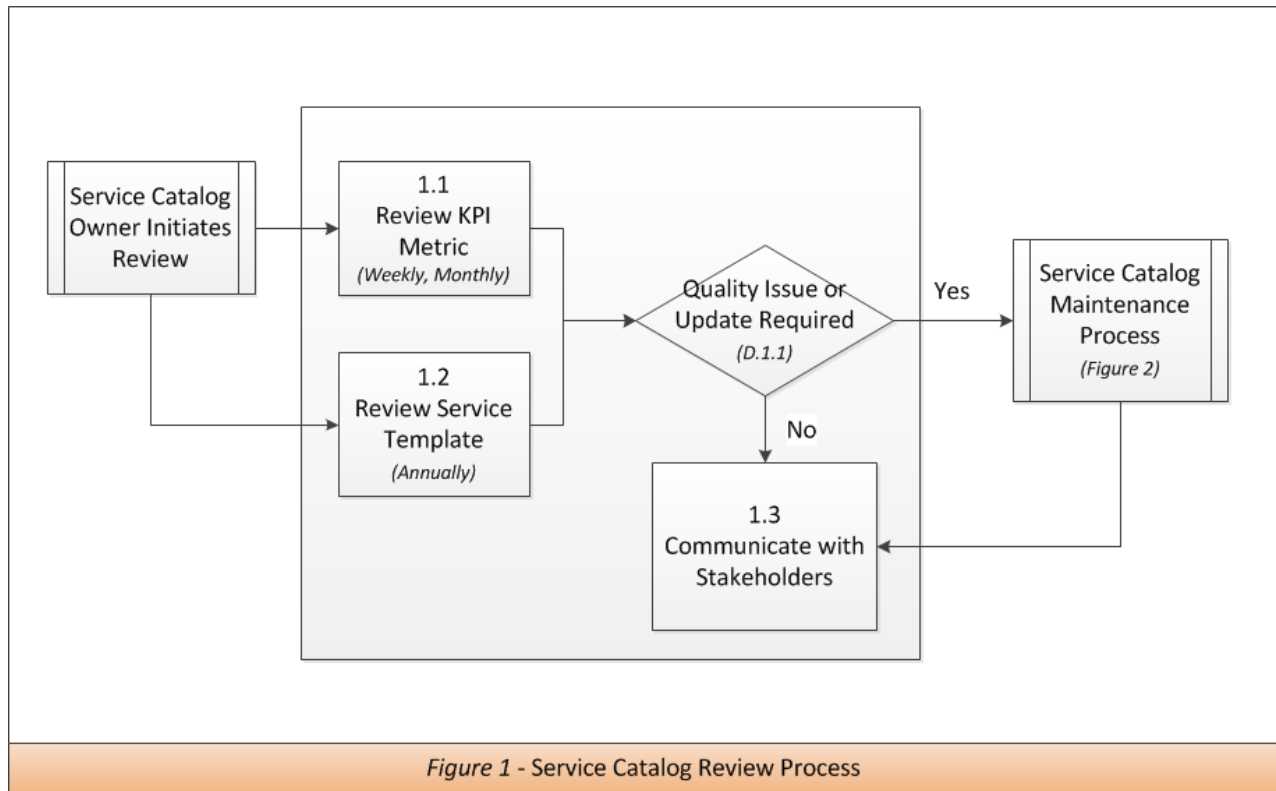 Service Catalog
Owner Initiates
Review
1.1
Review KPI
Metric
(Weekly, Monthly)
1.2
Review Service
Template
(Annually)
Quality Issue or
Update Required
(D.1.1)
Yes
No
Service Catalog
Maintenance
Process
(Figure 2)
1.3
Communicate with
Stakeholders
Figure 1 - Service Catalog Review Process